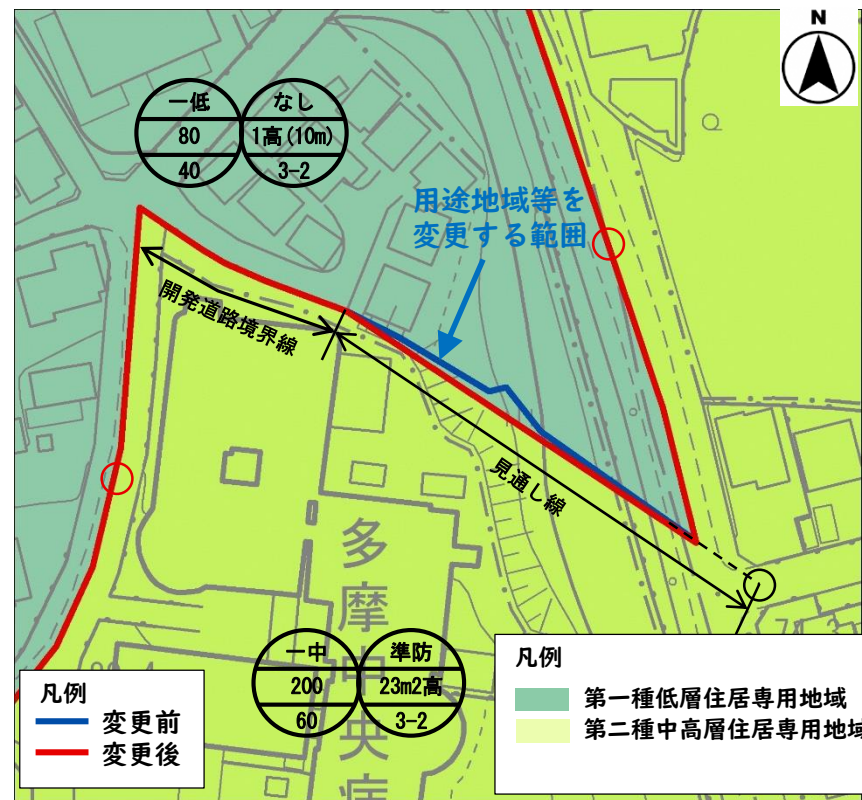 N
一低
80
40
なし
1高(10m)
3-2
用途地域等を
変更する範囲
開発道路境界線
見通し線
多摩中央病
一中
200
60
準防
23m2高
3-2
凡例
変更前
変更後
凡例
第一種低層住居専用地域
第二種中高層住居専用地域